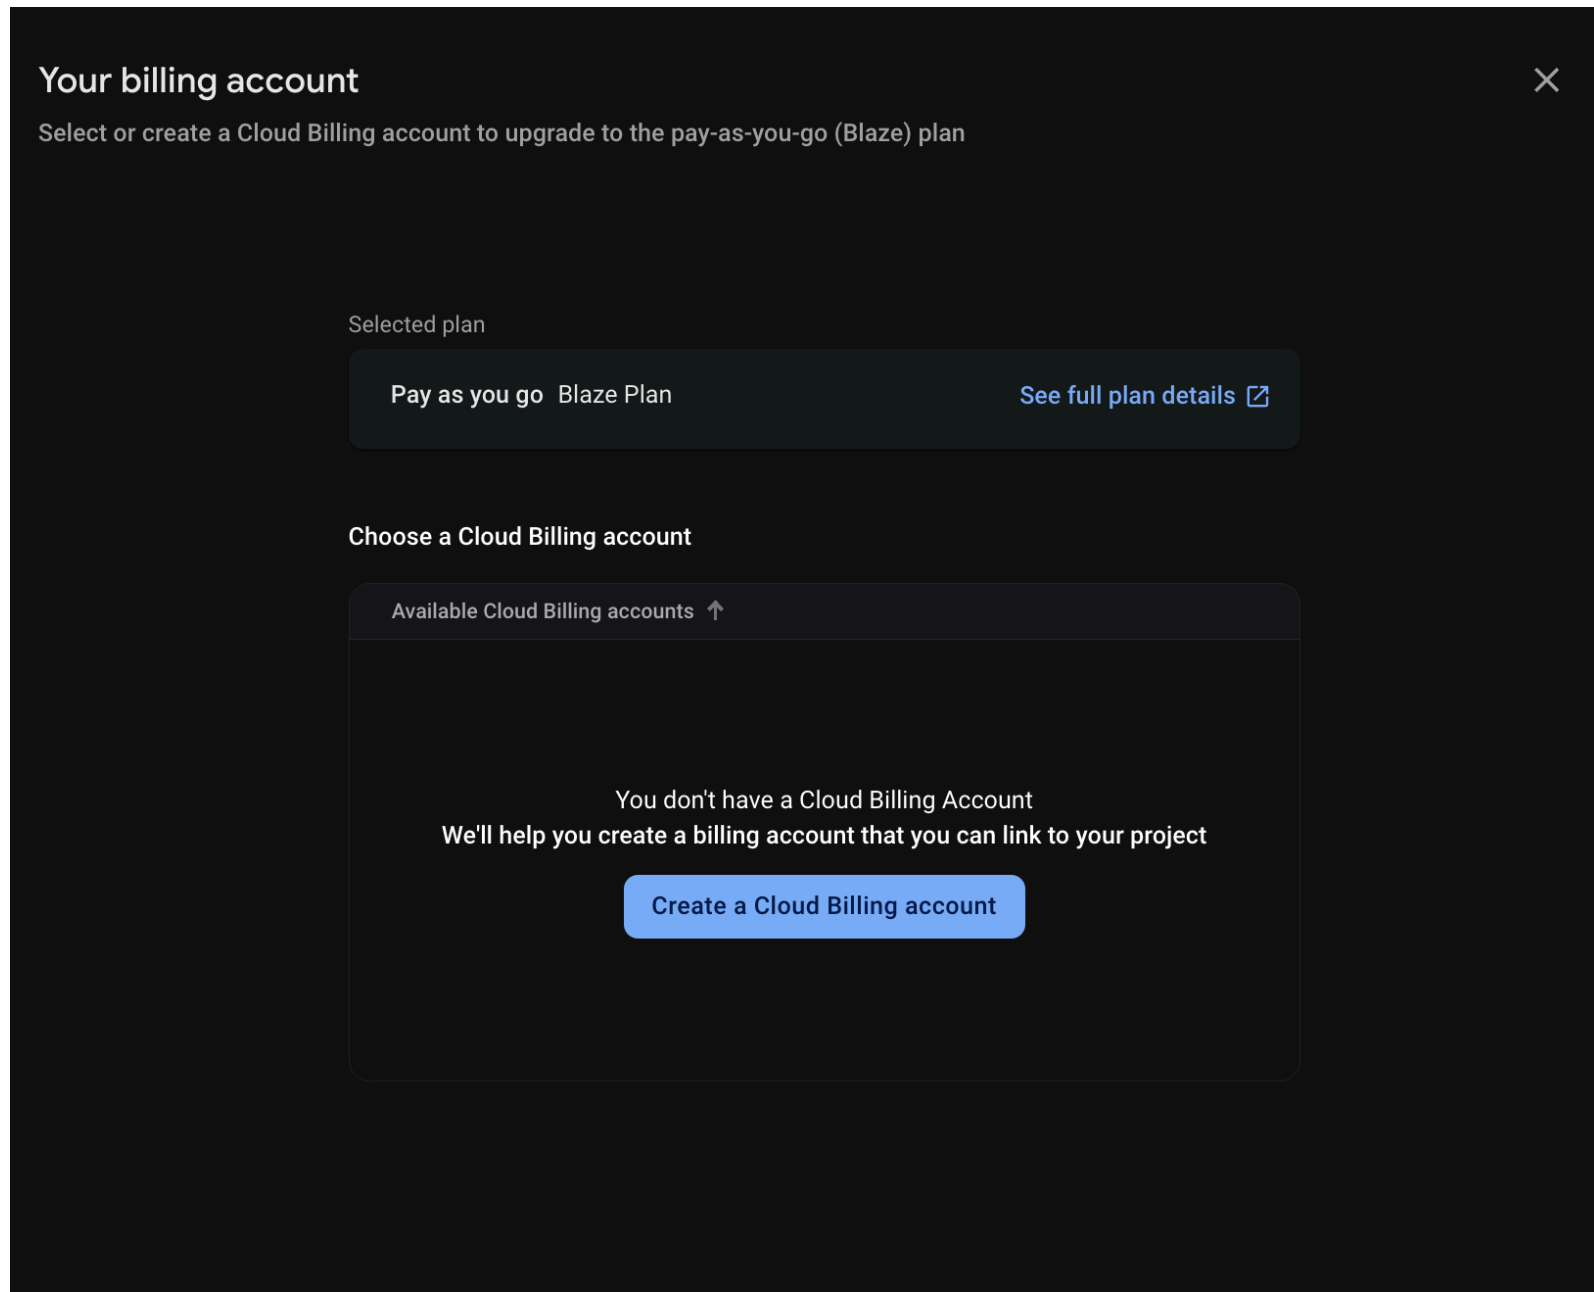 Your billing account
Select or create a Cloud Billing account to upgrade to the pay-as-you-go (Blaze) plan
Selected plan
Pay as you go Blaze Plan See full plan details
Choose a Cloud Billing account
Available Cloud Billing accounts
You don't have a Cloud Billing Account
We'll help you create a billing account that you can link to your project
Create a Cloud Billing account